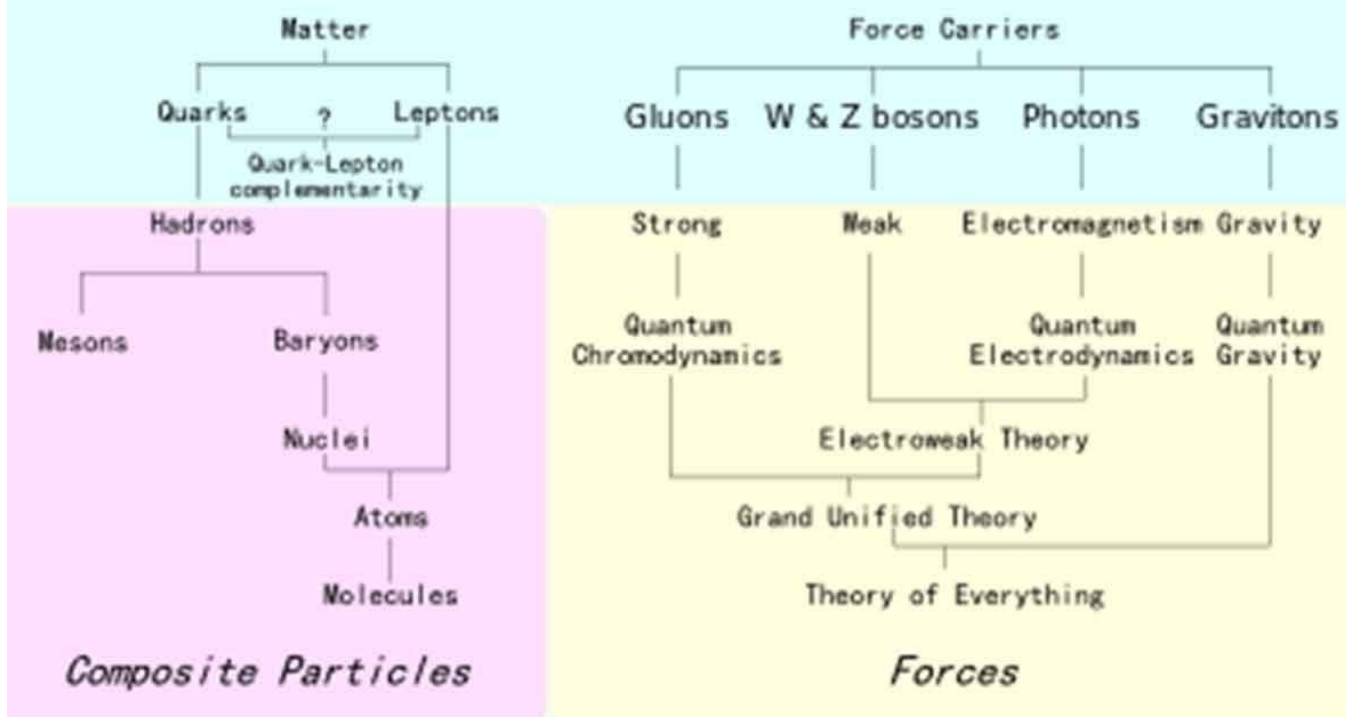 Matter
Quarks ? Leptons
Quark-Lepton
complementarity
Hadrons
Mesons Baryons
Nuclei
Atoms
Molecules
Composite Particles
Force Carriers
Gluons W & Z bosons Photons Gravitons
Strong Weak Electromagnetism Gravity
Quantum Quantum Quantum
Chromodynamics Electrodynamics Gravity
Electroweak Theory
Grand Unified Theory
Theory of Everything
Forces